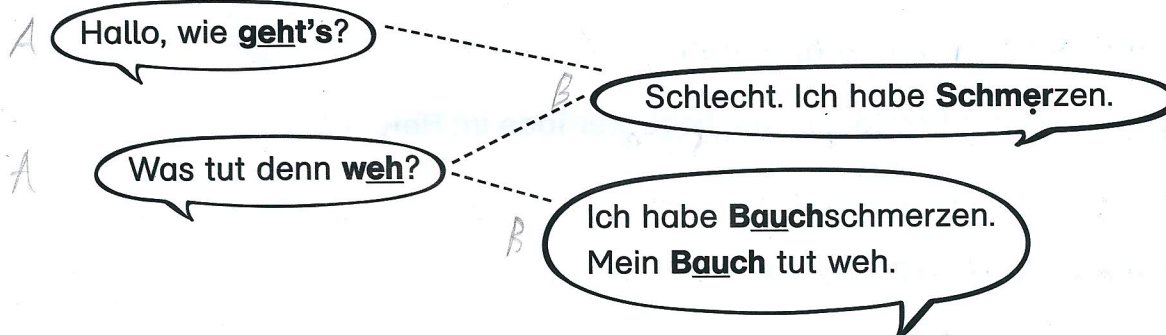 A Hallo, wie geht's?
B Schlecht. Ich habe Schmerzen.
A Was tut denn weh?
B Ich habe Bauchschmerzen.
Mein Bauch tut weh.